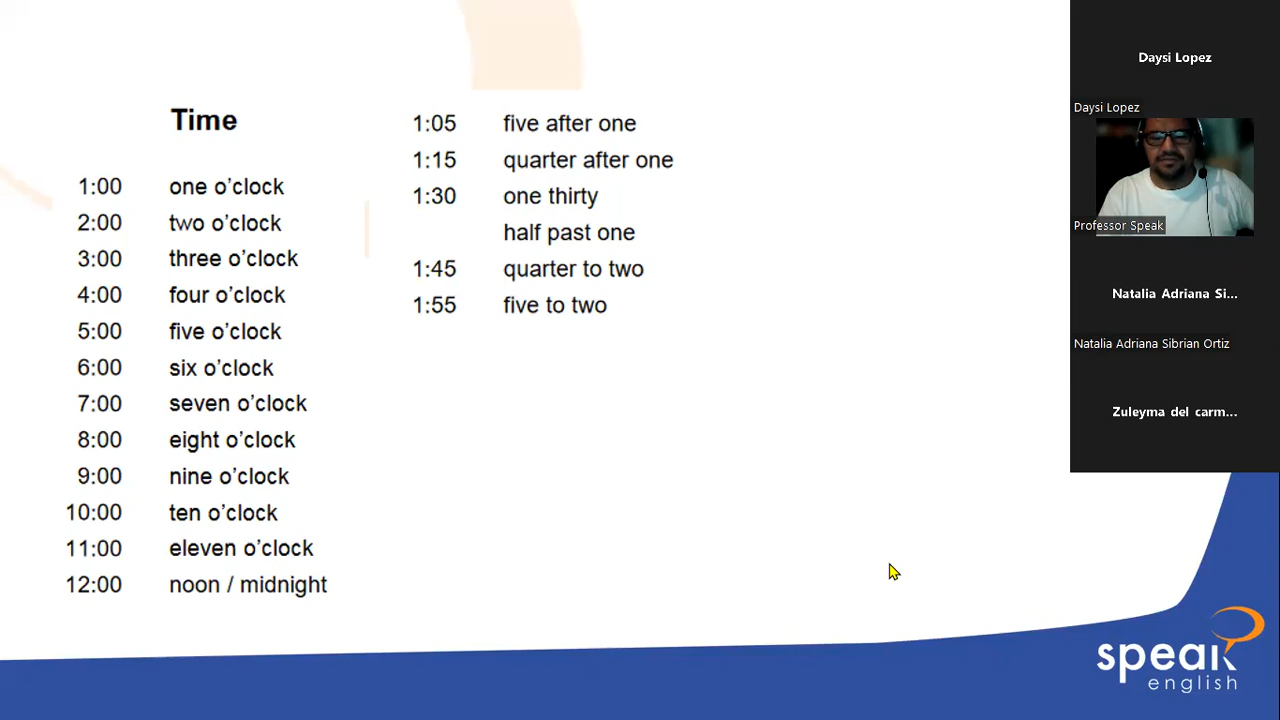 Time
1:00 one o'clock
2:00 two o'clock
3:00 three o'clock
4:00 four o'clock
5:00 five o'clock
6:00 six o'clock
7:00 seven o'clock
8:00 eight o'clock
9:00 nine o'clock
10:00 ten o'clock
11:00 eleven o'clock
12:00 noon / midnight
1:05 five after one
1:15 quarter after one
1:30 one thirty
half past one
1:45 quarter to two
1:55 five to two
Daysi Lopez
Daysi Lopez
Professor Speak
Natalia Adriana Si...
Natalia Adriana Sibrian Ortiz
Zuleyma del carm...
speak
english